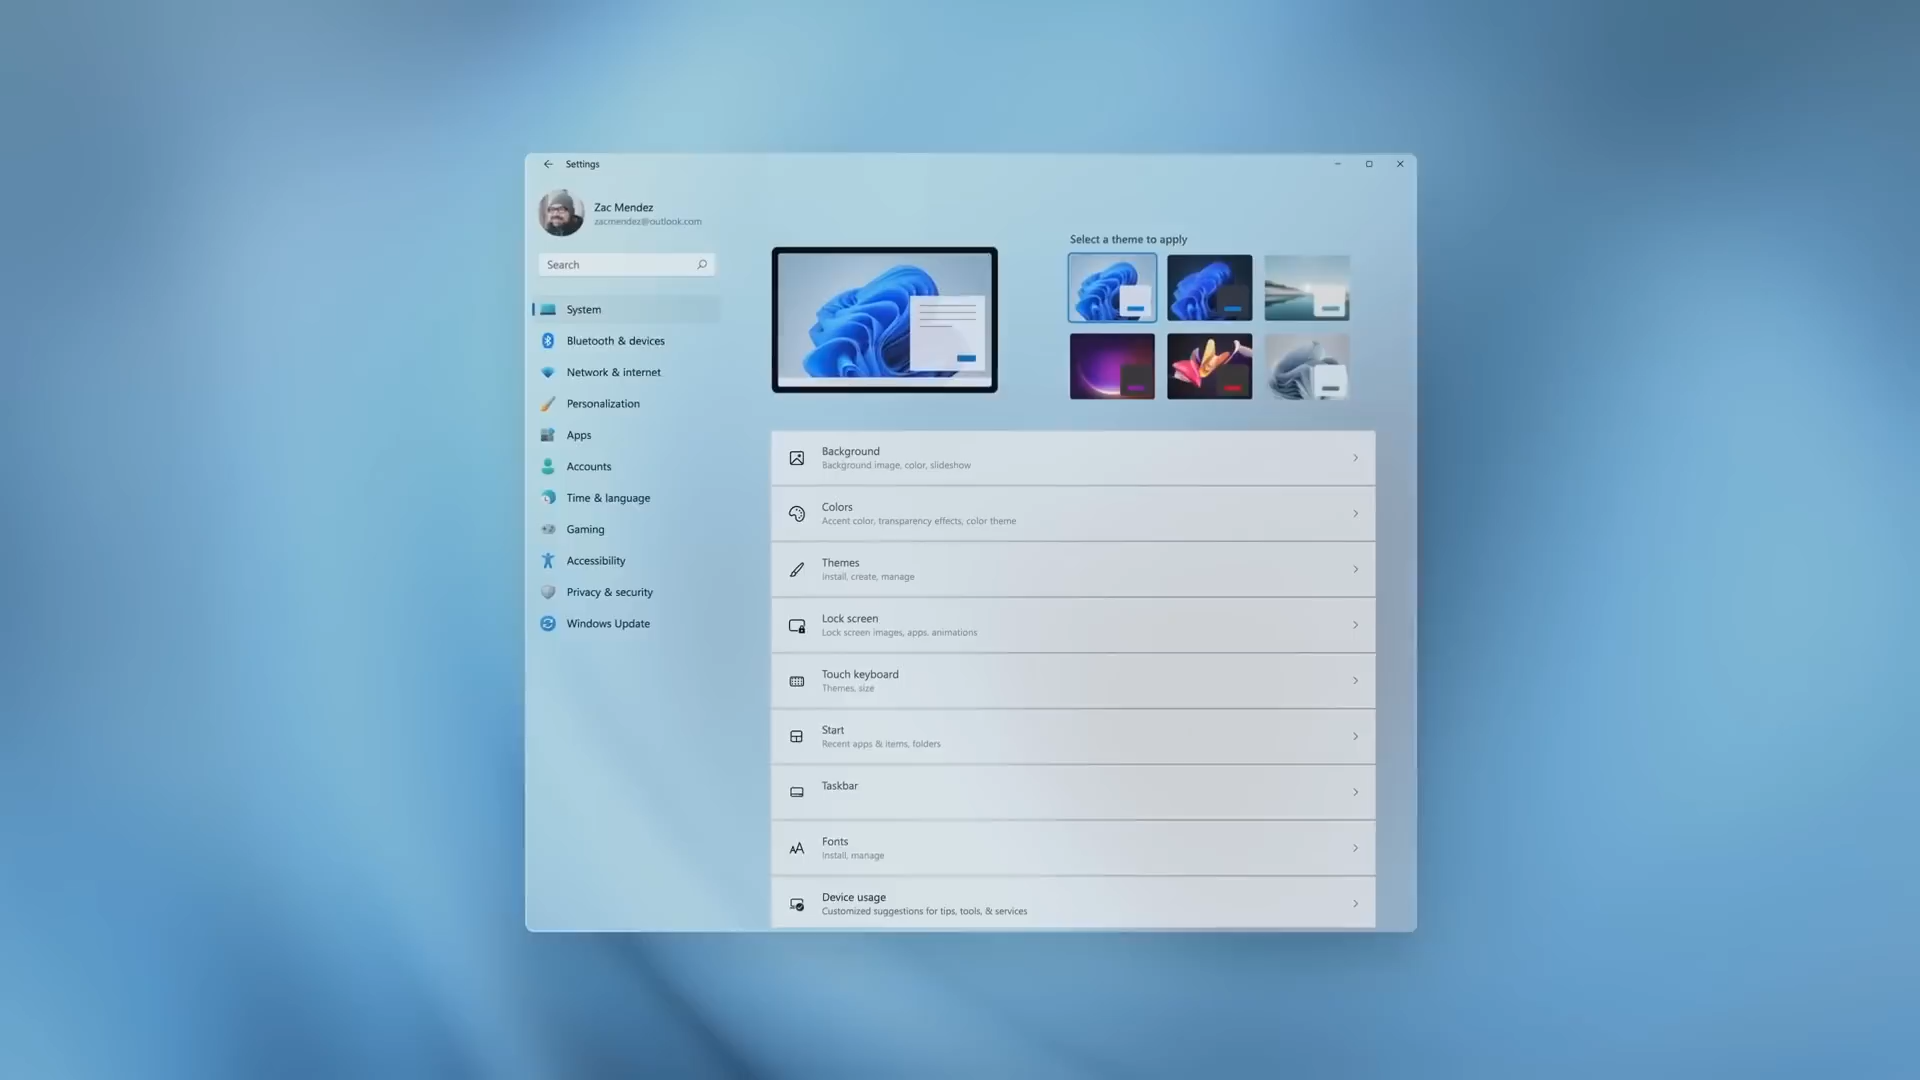 Settings
Zac Mendez
zacmendez@outlook.com
Search
System
Bluetooth & devices
Network & internet
Personalization
Apps
Accounts
Time & language
Gaming
Accessibility
Privacy & security
Windows Update
Select a theme to apply
Background
Background image, color, slideshow
Colors
Accent color, transparency effects, color theme
Themes
Install, create, manage
Lock screen
Lock screen images, apps, animations
Touch keyboard
Themes, size
Start
Recent apps & items, folders
Taskbar
Fonts
Install, manage
Device usage
Customized suggestions for tips, tools, & services